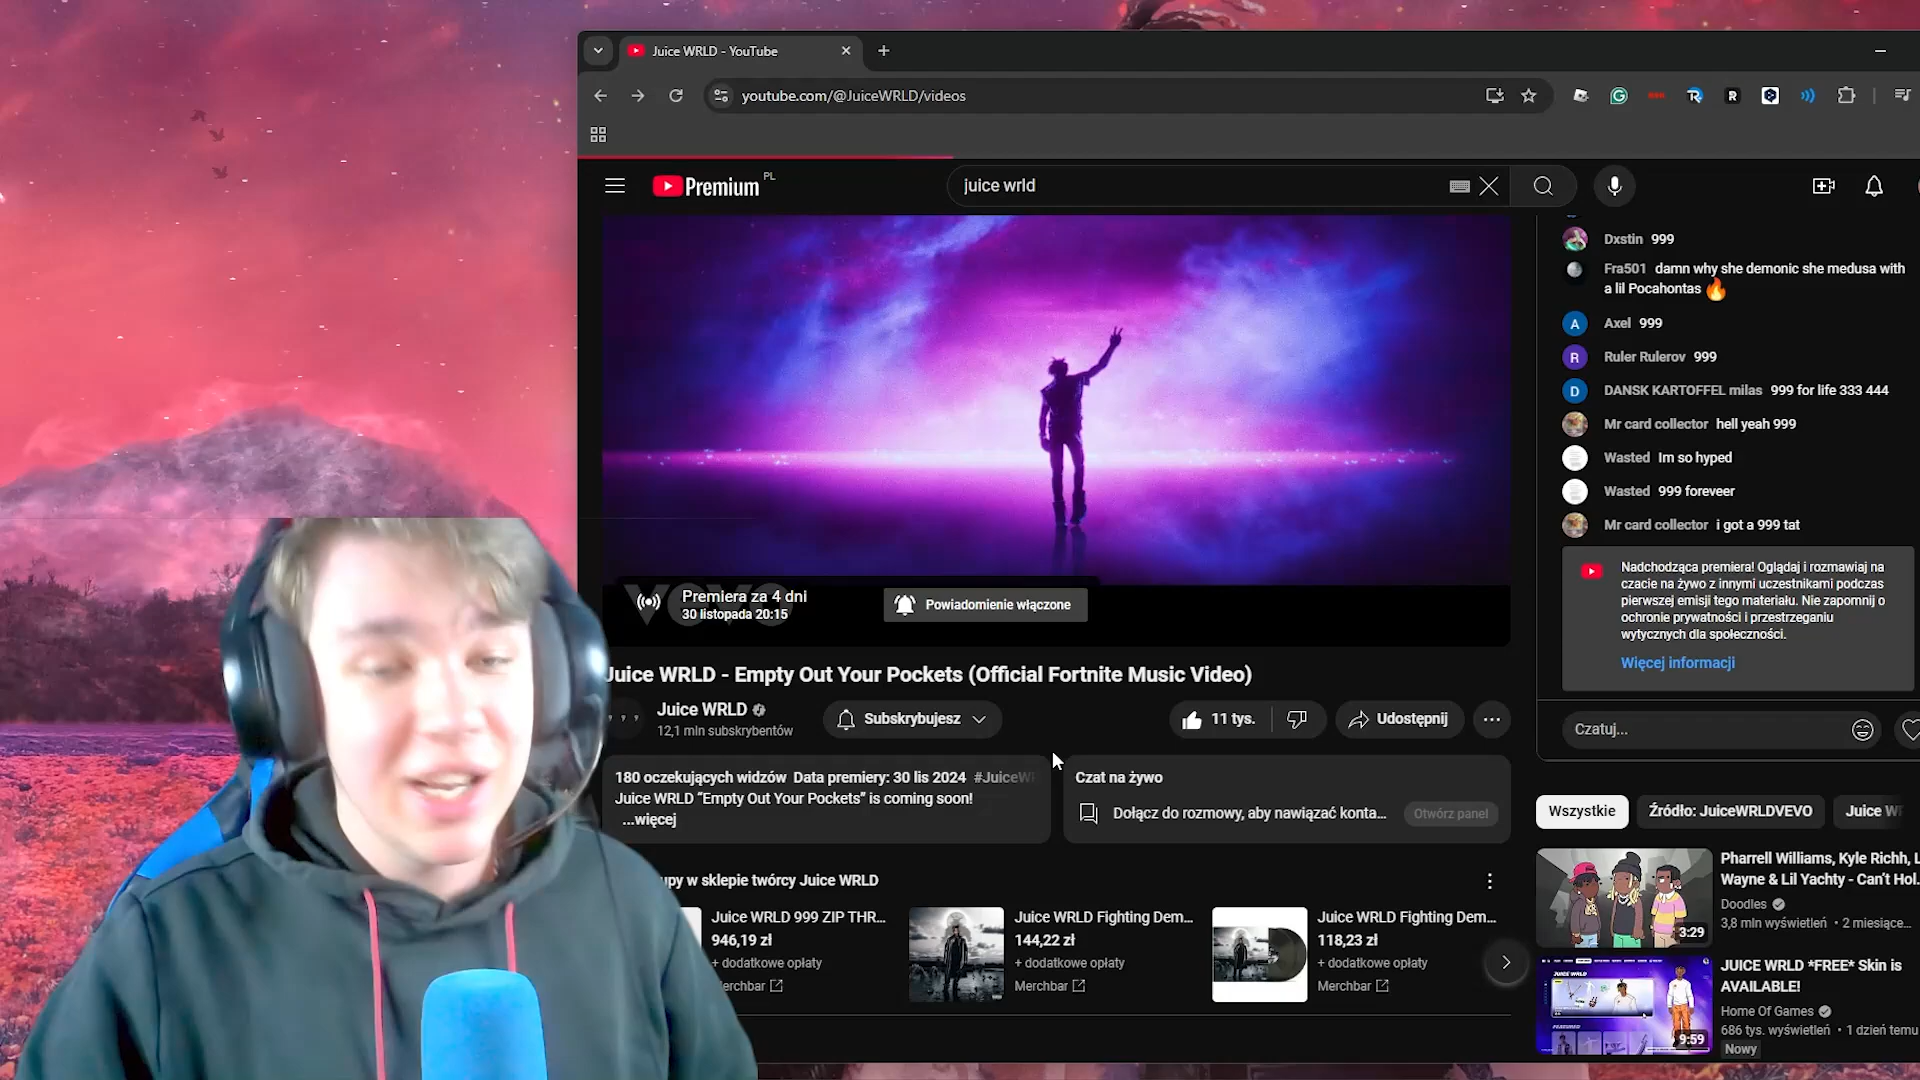 Juice WRLD - YouTube
youtube.com/@JuiceWRLD/videos
Premium PL
juice wrld
Dxstin 999
Fra501 damn why she demonic she medusa with
a lil Pocahontas 🔥
A Axel 999
R Ruler Rulerov 999
D DANSK KARTOFFEL milas 999 for life 333 444
Mr card collector hell yeah 999
Wasted Im so hyped
Wasted 999 foreveer
Mr card collector i got a 999 tat
Nadchodząca premiera! Oglądaj i rozmawiaj na
czacie na żywo z innymi uczestnikami podczas
pierwszej emisji tego materiału. Nie zapomnij o
ochronie prywatności i przestrzeganiu
wytycznych dla społeczności.
Więcej informacji
Czatuj...
vevo
Premiera za 4 dni
30 listopada 20:15
Powiadomienie włączone
Juice WRLD - Empty Out Your Pockets (Official Fortnite Music Video)
Juice WRLD
12,1 mln subskrybentów
Subskrybujesz
11 tys.
Udostępnij
180 oczekujących widzów Data premiery: 30 lis 2024 #JuiceW
Juice WRLD “Empty Out Your Pockets” is coming soon!
...więcej
Czat na żywo
Dołącz do rozmowy, aby nawiązać konta...
Otwórz panel
upy w sklepie twórcy Juice WRLD
Juice WRLD 999 ZIP THR...
946,19 zł
+ dodatkowe opłaty
erchbar
Juice WRLD Fighting Dem...
144,22 zł
+ dodatkowe opłaty
Merchbar
Juice WRLD Fighting Dem...
118,23 zł
+ dodatkowe opłaty
Merchbar
Wszystkie
Źródło: JuiceWRLDVEVO
Juice W
Pharrell Williams, Kyle Richh, L
Wayne & Lil Yachty - Can’t Hol.
Doodles
3,8 mln wyświetleń • 2 miesiące...
3:29
JUICE WRLD *FREE* Skin is
AVAILABLE!
Home Of Games
686 tys. wyświetleń • 1 dzień temu
Nowy
9:59
JUICE WRLD